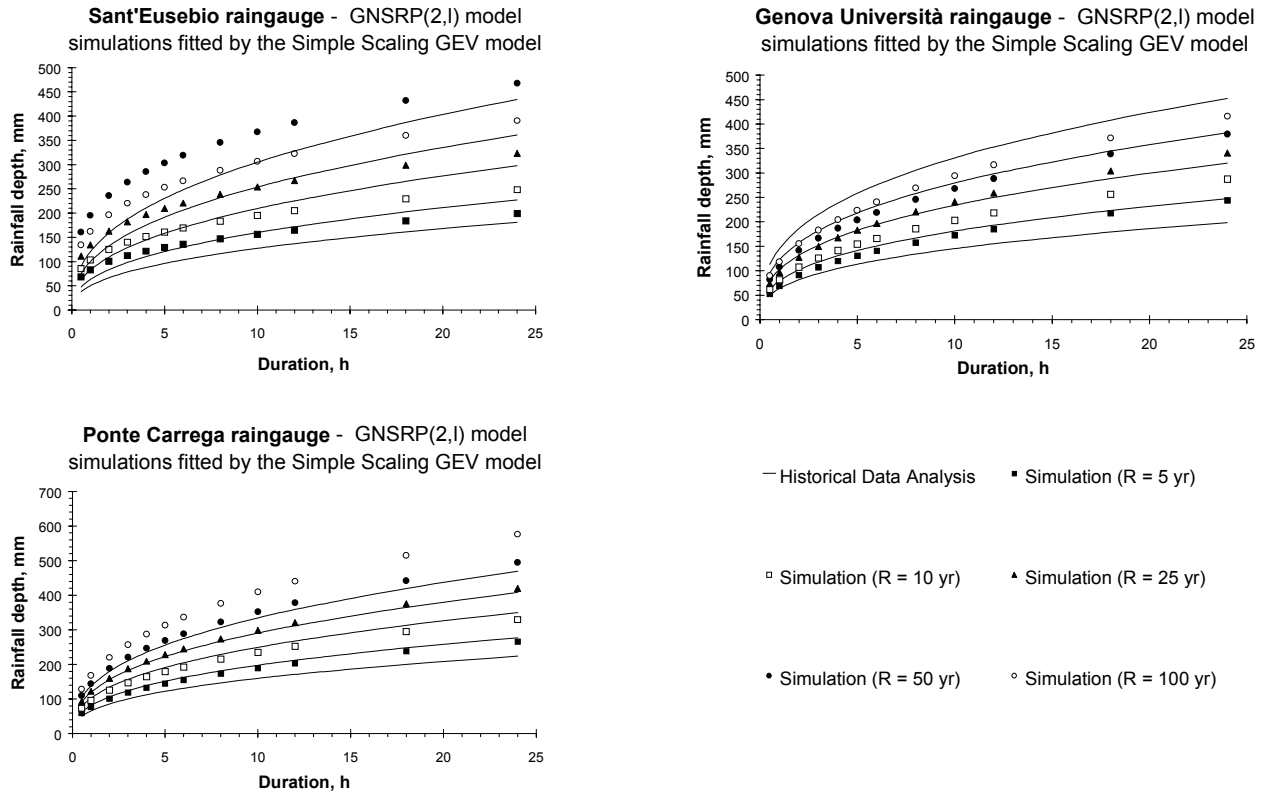 Sant'Eusebio raingauge - GNSRP(2,I) model
simulations fitted by the Simple Scaling GEV model
Rainfall depth, mm
500
450
400
350
300
250
200
150
100
50
0
0 5 10 15 20 25
Duration, h
Genova Università raingauge - GNSRP(2,I) model
simulations fitted by the Simple Scaling GEV model
Rainfall depth, mm
500
450
400
350
300
250
200
150
100
50
0
0 5 10 15 20 25
Duration, h
Ponte Carrega raingauge - GNSRP(2,I) model
simulations fitted by the Simple Scaling GEV model
Rainfall depth, mm
700
600
500
400
300
200
100
0
0 5 10 15 20 25
Duration, h
Historical Data Analysis
Simulation (R = 5 yr)
Simulation (R = 10 yr)
Simulation (R = 25 yr)
Simulation (R = 50 yr)
Simulation (R = 100 yr)